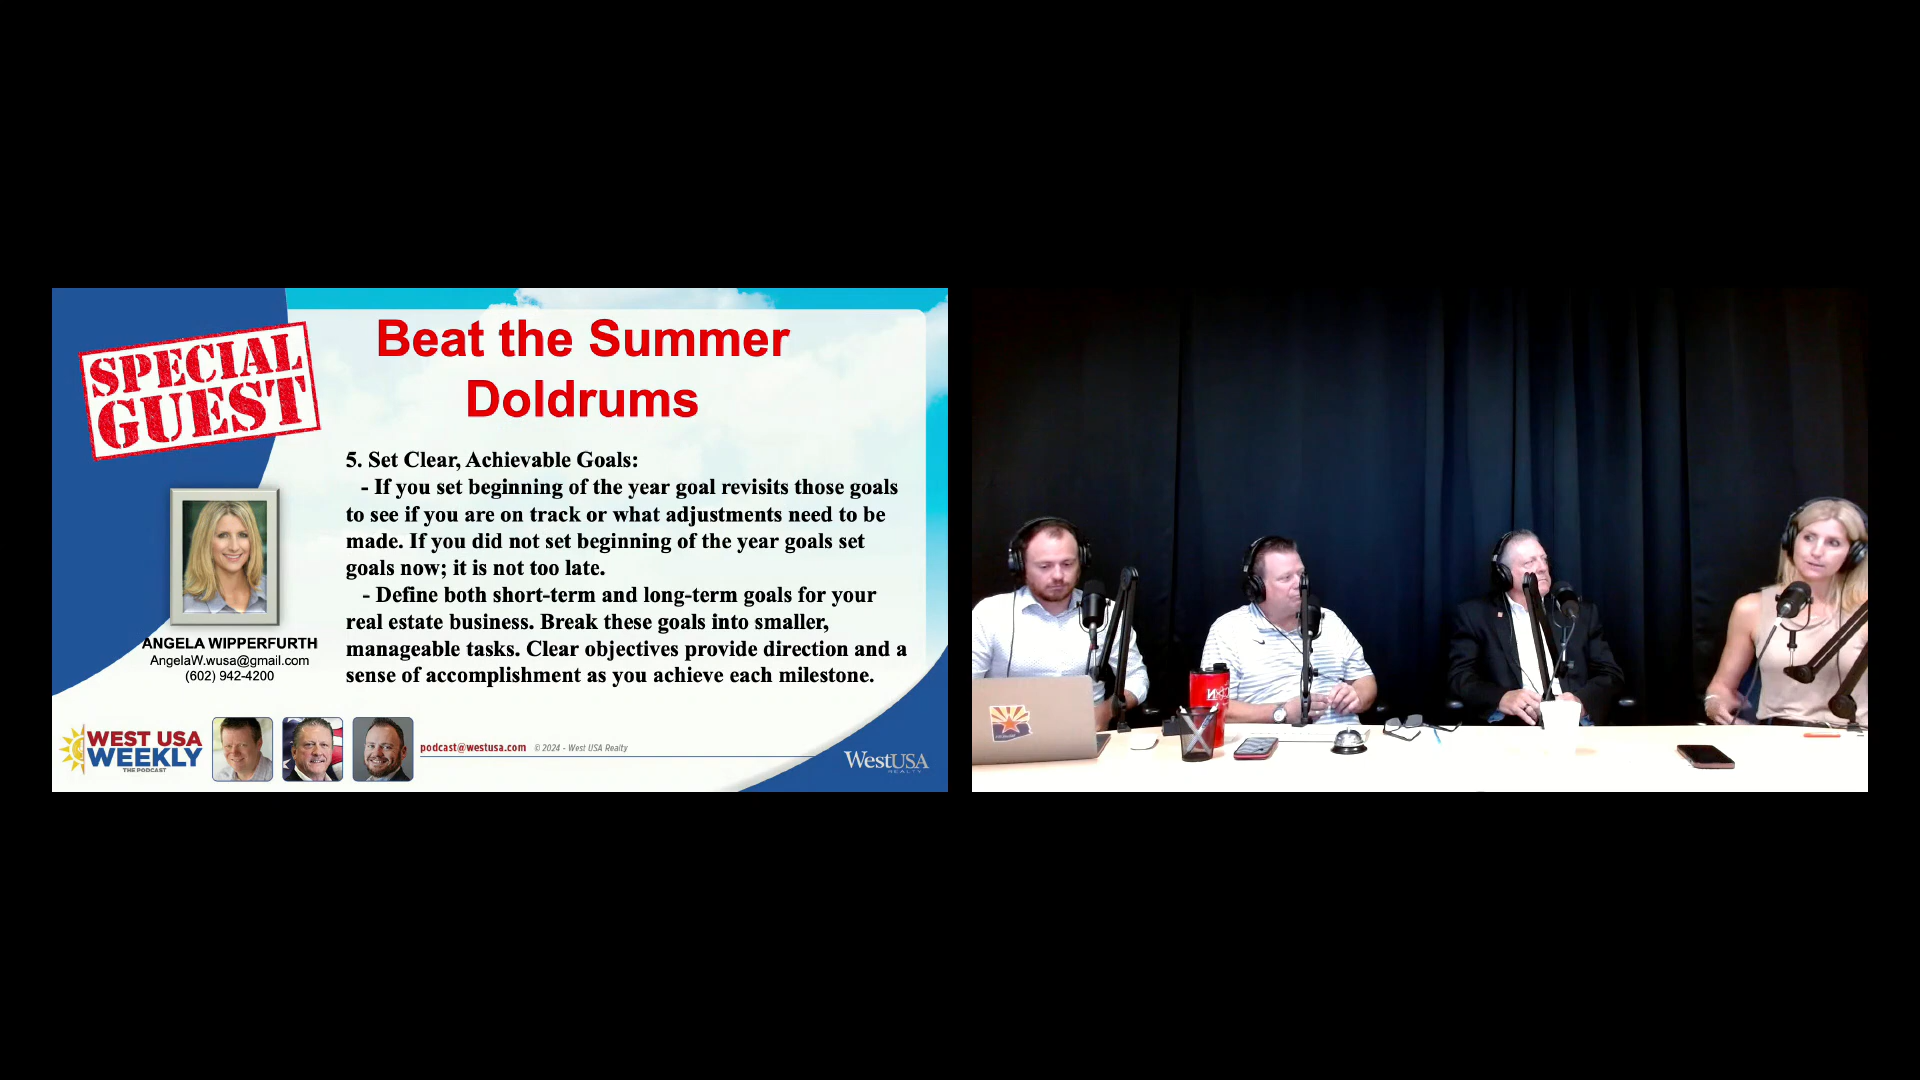 SPECIAL
GUEST
Beat the Summer
Doldrums
5. Set Clear, Achievable Goals:
- If you set beginning of the year goal revisits those goals
to see if you are on track or what adjustments need to be
made. If you did not set beginning of the year goals set
goals now; it is not too late.
- Define both short-term and long-term goals for your
real estate business. Break these goals into smaller,
manageable tasks. Clear objectives provide direction and a
sense of accomplishment as you achieve each milestone.
ANGELA WIPPERFURTH
AngelaW.wusa@gmail.com
(602) 942-4200
WEST USA
WEEKLY
THE PODCAST
podcast@westusa.com © 2024 - West USA Realty
WestUSA
REALTY